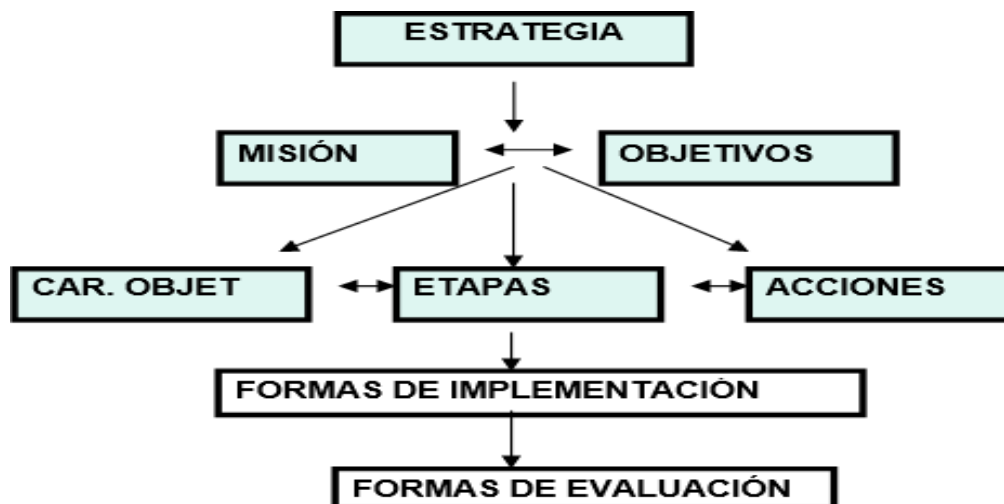 ESTRATEGIA
MISIÓN
OBJETIVOS
CAR. OBJET
ETAPAS
ACCIONES
FORMAS DE IMPLEMENTACIÓN
FORMAS DE EVALUACIÓN